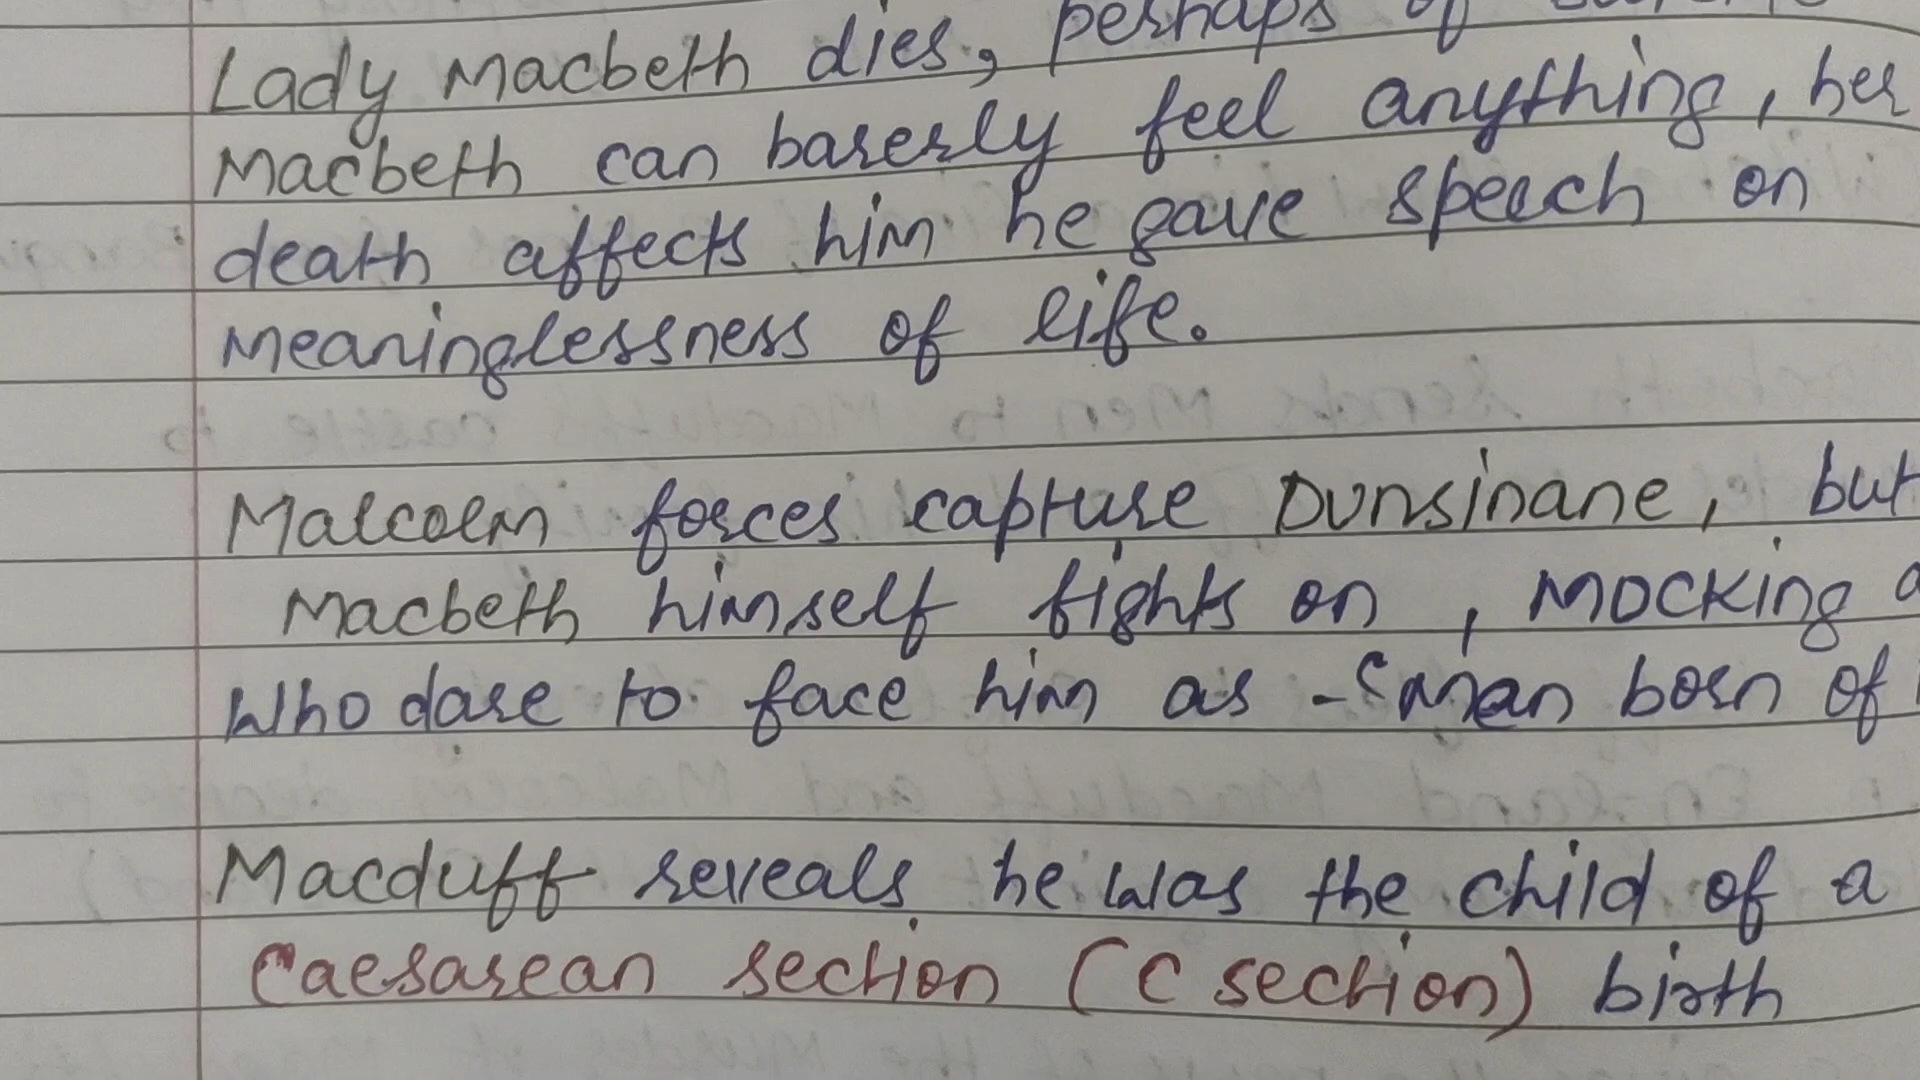 Lady Macbeth dies, perhaps of
Macbeth can barerly feel anything, her
death affects him he gave speech on
meaninglessness of life.
Malcolm forces capture Dunsinane, but
Macbeth himself fights on , mocking
who dare to face him as - "man born of
Macduff reveals he was the child of a
Caesarean section (C section) birth